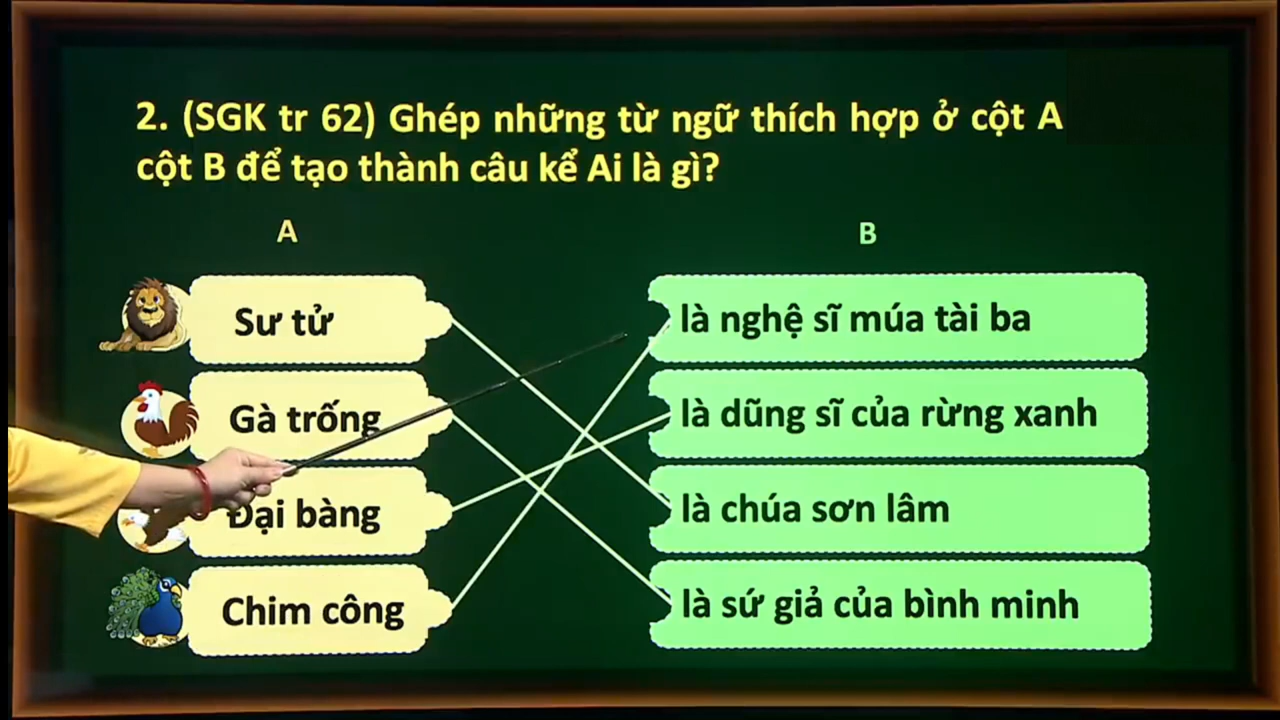 2. (SGK tr 62) Ghép những từ ngữ thích hợp ở cột A
cột B để tạo thành câu kể Ai là gì?
A
B
Sư tử
là nghệ sĩ múa tài ba
Gà trống
là dũng sĩ của rừng xanh
Đại bàng
là chúa sơn lâm
Chim công
là sứ giả của bình minh